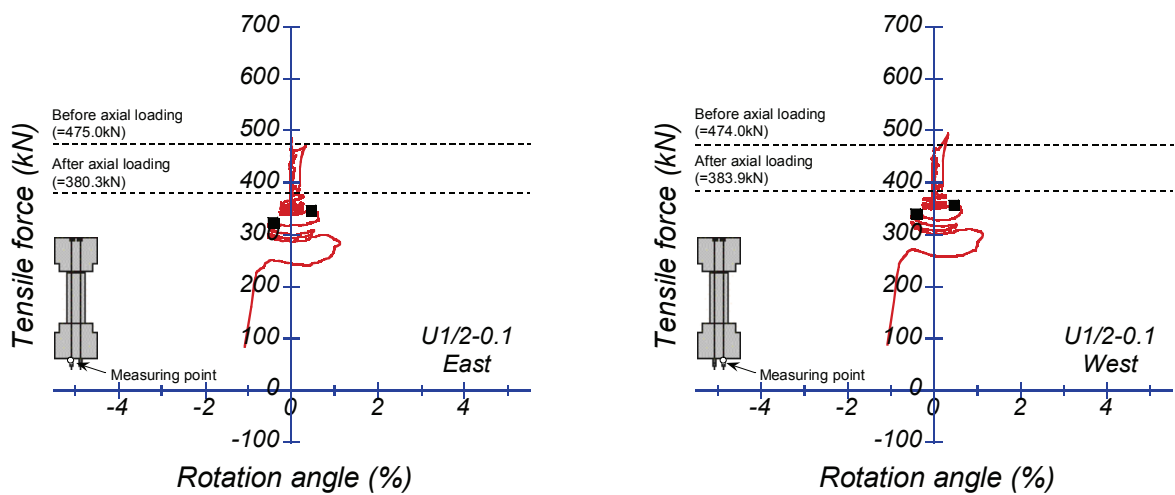 700
600
500
400
300
200
100
0
-100
-4
-2
0
2
4
Before axial loading
(=475.0kN)
After axial loading
(=380.3kN)
Tensile force (kN)
Measuring point
U1/2-0.1
East
Rotation angle (%)
700
600
500
400
300
200
100
0
-100
-4
-2
0
2
4
Before axial loading
(=474.0kN)
After axial loading
(=383.9kN)
Tensile force (kN)
Measuring point
U1/2-0.1
West
Rotation angle (%)